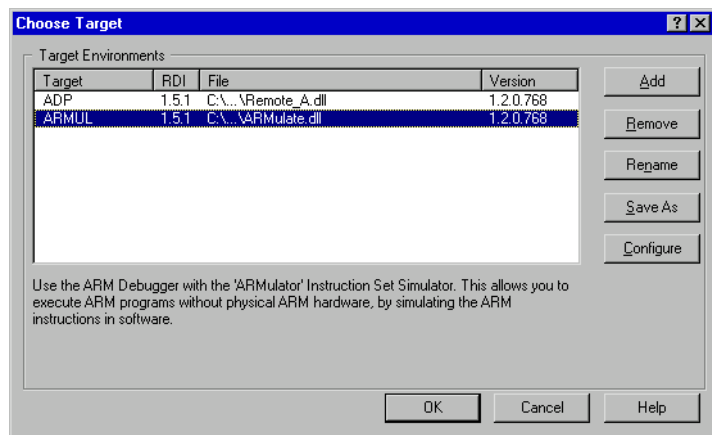 Choose Target
Target Environments
Target RDI File Version
ADP 1.5.1 C:\...\Remote_A.dll 1.2.0.768
ARMUL 1.5.1 C:\...\ARMulate.dll 1.2.0.768
Add
Remove
Rename
Save As
Configure
Use the ARM Debugger with the 'ARMulator' Instruction Set Simulator. This allows you to
execute ARM programs without physical ARM hardware, by simulating the ARM
instructions in software.
OK Cancel Help